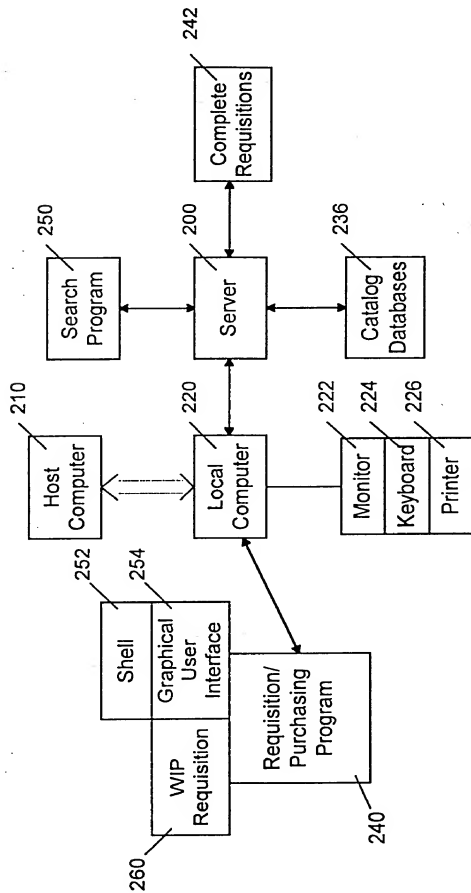 242
Complete
Requisitions
250
Search
Program
200
Server
236
Catalog
Databases
210
Host
Computer
220
Local
Computer
222
224
226
Monitor
Keyboard
Printer
252
254
Shell
Graphical
User
Interface
WIP
Requisition
260
Requisition/
Purchasing
Program
240